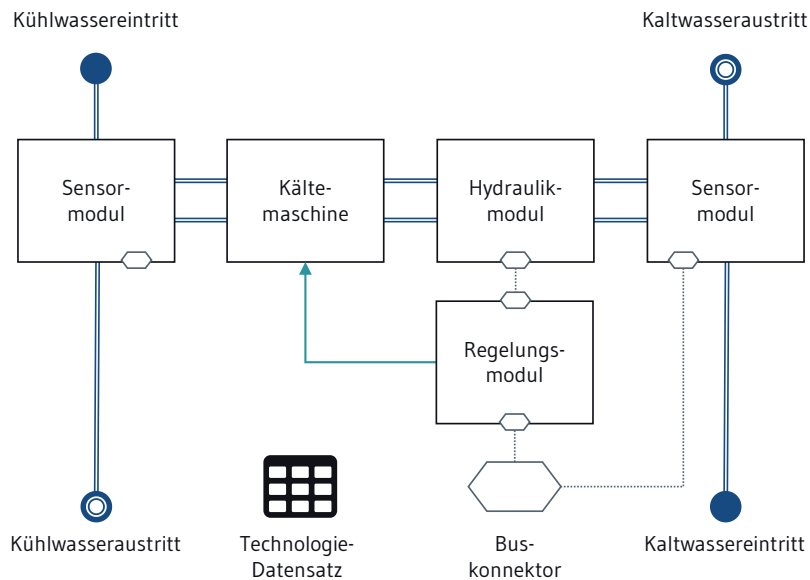 Kühlwassereintritt
Kaltwasseraustritt
Sensor-
modul
Kälte-
maschine
Hydraulik-
modul
Sensor-
modul
Regelungs-
modul
Kühlwasseraustritt
Technologie-
Datensatz
Bus-
konnektor
Kaltwassereintritt